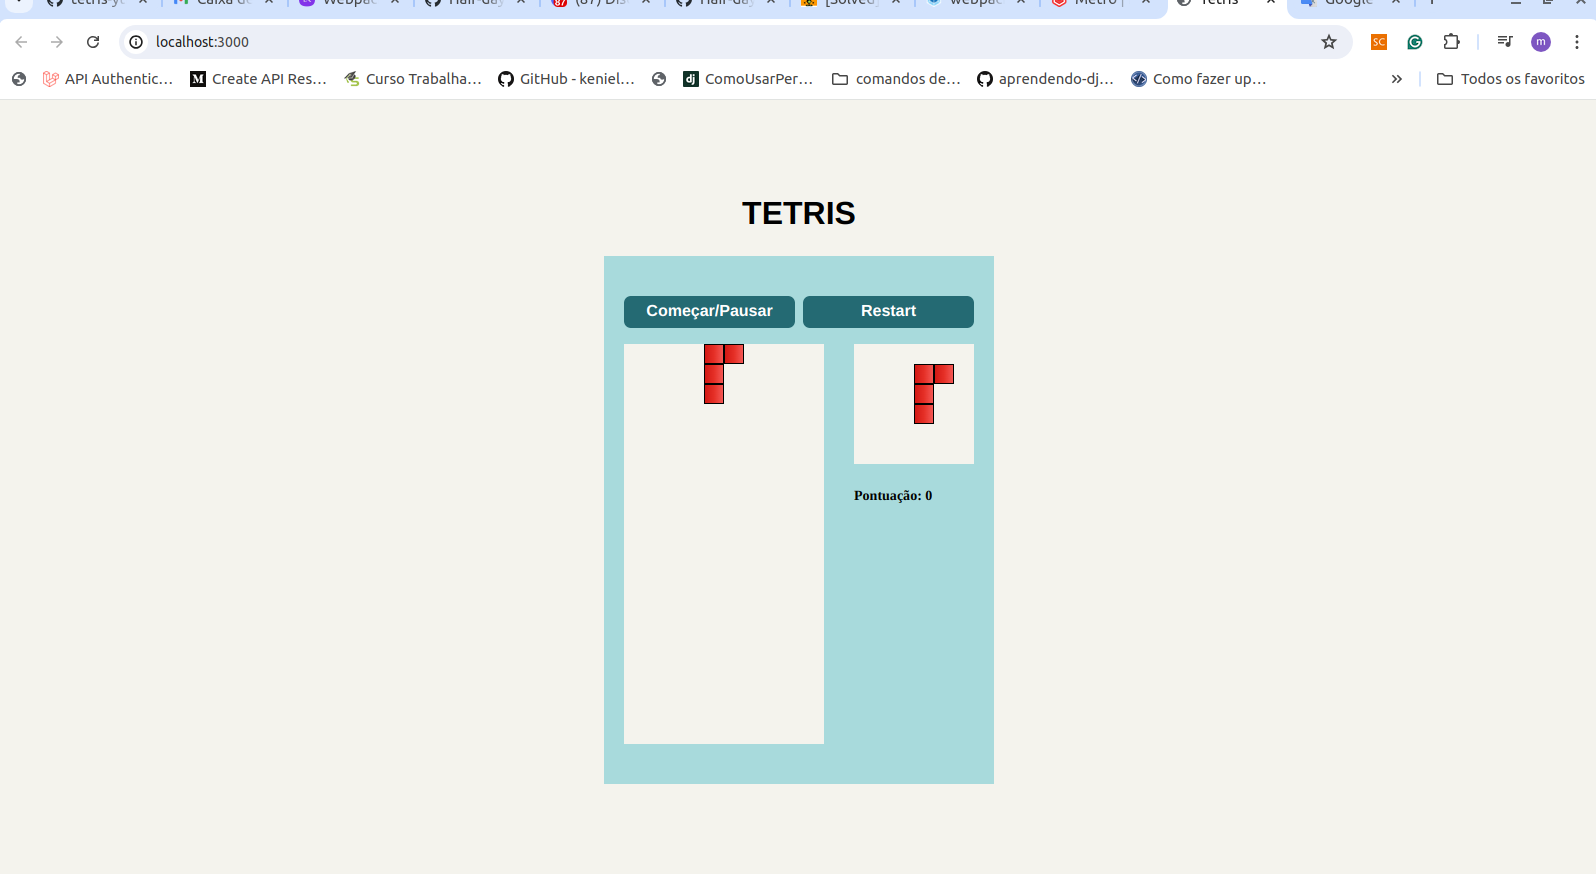 localhost:3000
API Authentic... Create API Res... Curso Trabalha... GitHub - keniel... ComoUsarPer... comandos de... aprendendo-dj... Como fazer up... » Todos os favoritos
TETRIS
Começar/Pausar Restart
Pontuação: 0